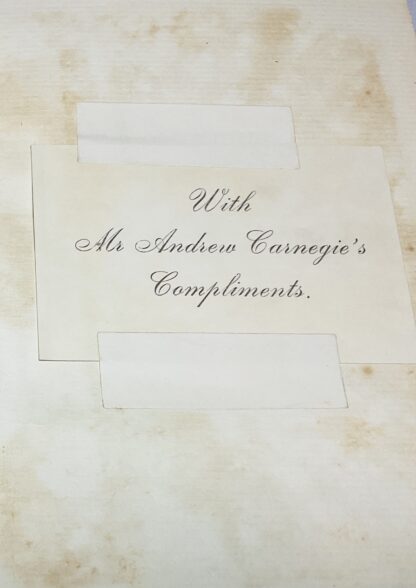 With
Mr Andrew Carnegie's
Compliments.